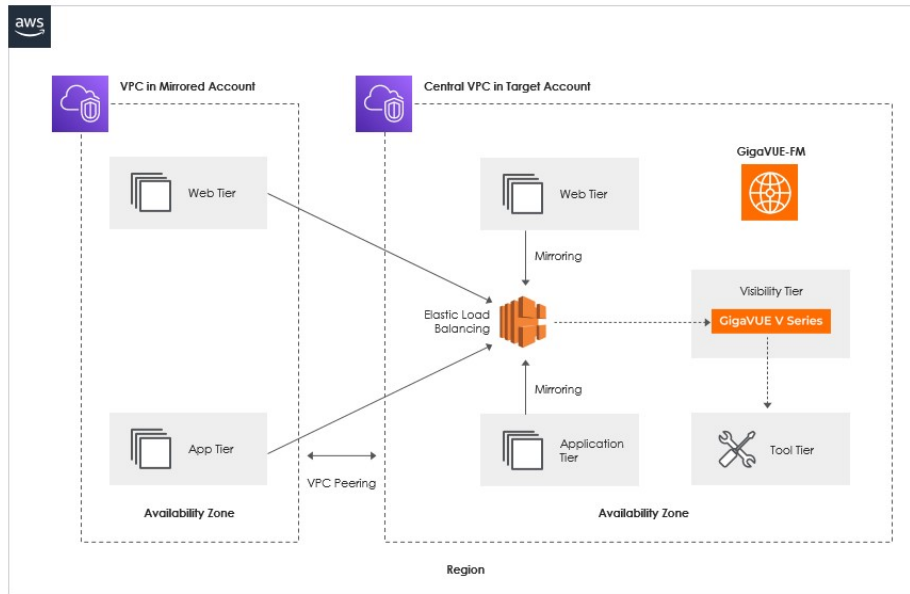 aws
VPC in Mirrored Account
Central VPC in Target Account
GigaVUE-FM
Web Tier
Web Tier
Mirroring
Visibility Tier
GigaVUE V Series
Elastic Load
Balancing
Mirroring
App Tier
Application
Tier
Tool Tier
VPC Peering
Availability Zone
Availability Zone
Region